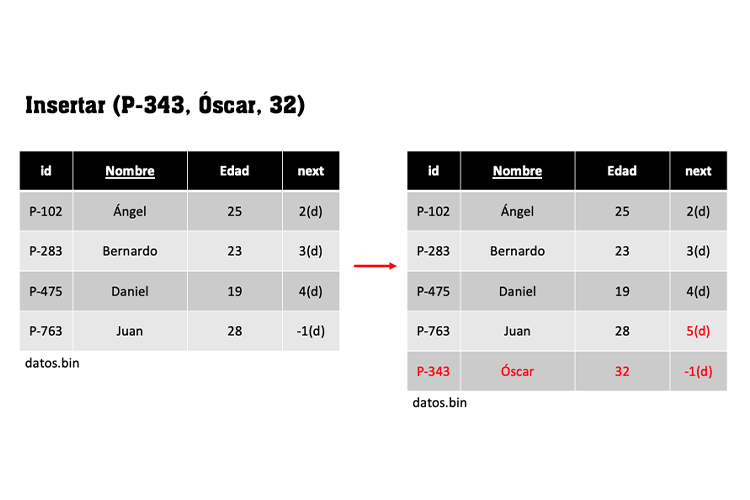 Insertar (P-343, Óscar, 32)
id Nombre Edad next
P-102 Ángel 25 2(d)
P-283 Bernardo 23 3(d)
P-475 Daniel 19 4(d)
P-763 Juan 28 -1(d)
datos.bin
id Nombre Edad next
P-102 Ángel 25 2(d)
P-283 Bernardo 23 3(d)
P-475 Daniel 19 4(d)
P-763 Juan 28 5(d)
P-343 Óscar 32 -1(d)
datos.bin